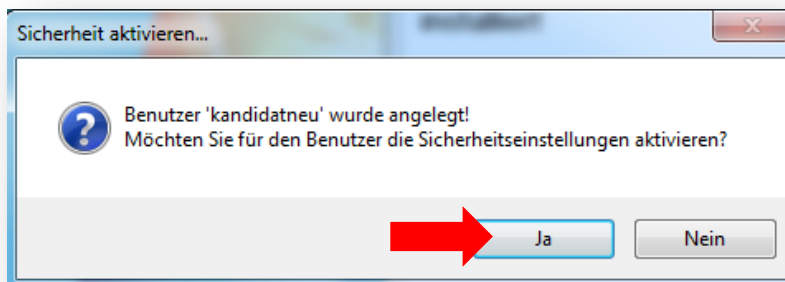 Sicherheit aktivieren...
Benutzer 'kandidatneu' wurde angelegt!
Möchten Sie für den Benutzer die Sicherheitseinstellungen aktivieren?
Ja
Nein